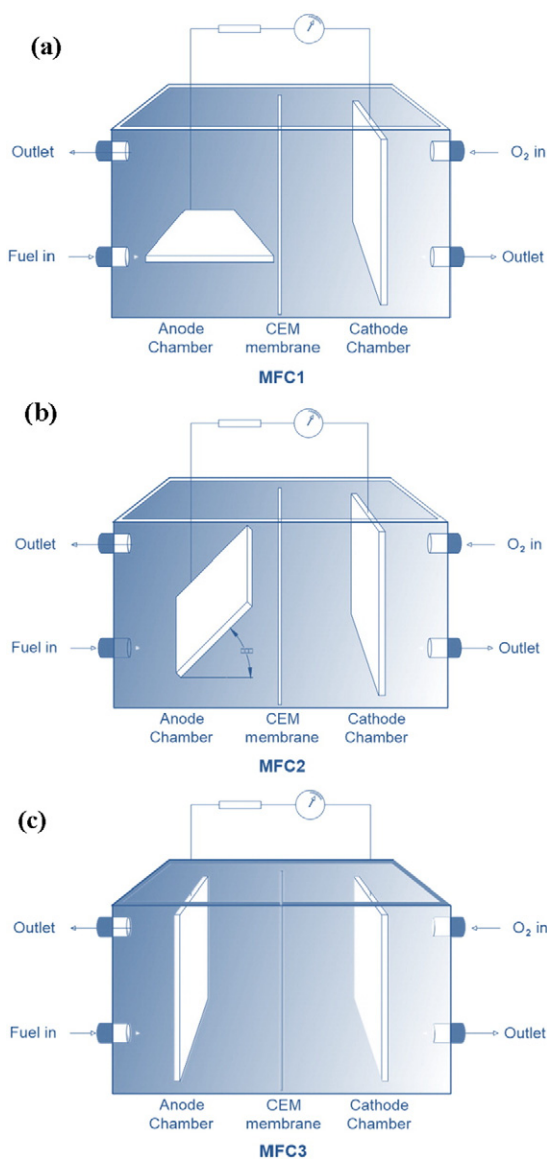 (a)
Outlet
O₂ in
Fuel in
Outlet
Anode Chamber
CEM membrane
Cathode Chamber
MFC1
(b)
Outlet
O₂ in
Fuel in
Outlet
Anode Chamber
CEM membrane
Cathode Chamber
MFC2
(c)
Outlet
O₂ in
Fuel in
Outlet
Anode Chamber
CEM membrane
Cathode Chamber
MFC3